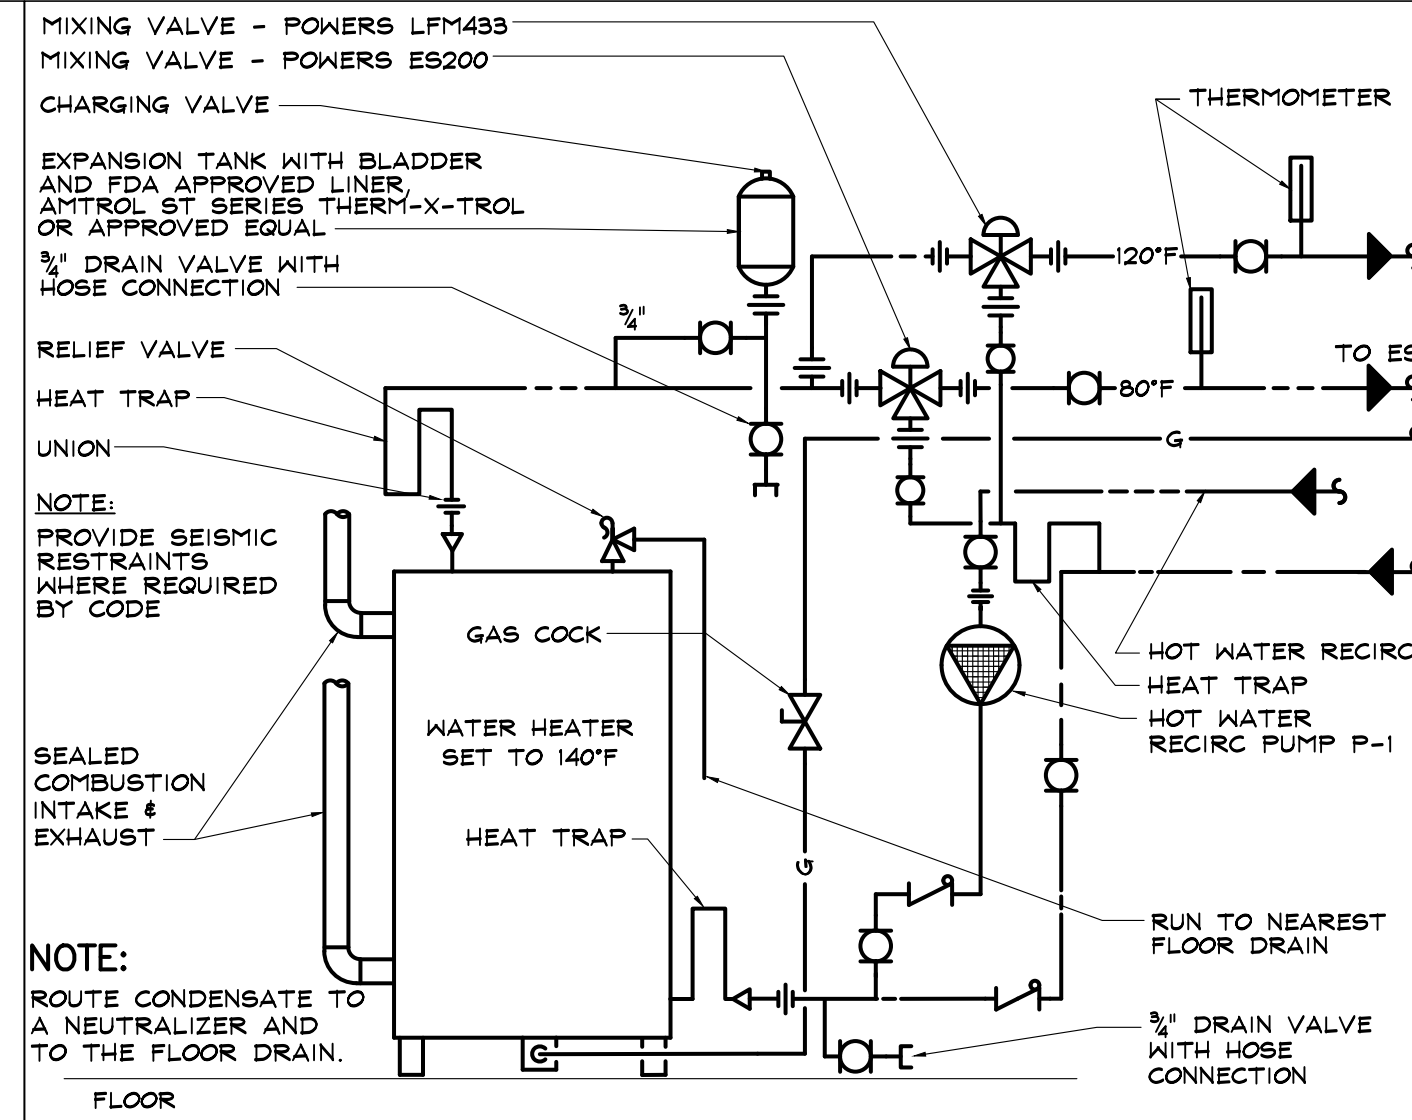 MIXING VALVE - POWERS LFM433
MIXING VALVE - POWERS ES200
CHARGING VALVE
THERMOMETER
EXPANSION TANK WITH BLADDER
AND FDA APPROVED LINER,
AMTROL ST SERIES THERM-X-TROL
OR APPROVED EQUAL
3/4" DRAIN VALVE WITH
HOSE CONNECTION
120°F
3/4"
RELIEF VALVE
TO ES
HEAT TRAP
80°F
UNION
G
NOTE:
PROVIDE SEISMIC
RESTRAINTS
WHERE REQUIRED
BY CODE
GAS COCK
HOT WATER RECIRC
HEAT TRAP
HOT WATER
RECIRC PUMP P-1
WATER HEATER
SET TO 140°F
SEALED
COMBUSTION
INTAKE &
EXHAUST
HEAT TRAP
G
RUN TO NEAREST
FLOOR DRAIN
NOTE:
ROUTE CONDENSATE TO
A NEUTRALIZER AND
TO THE FLOOR DRAIN.
3/4" DRAIN VALVE
WITH HOSE
CONNECTION
FLOOR